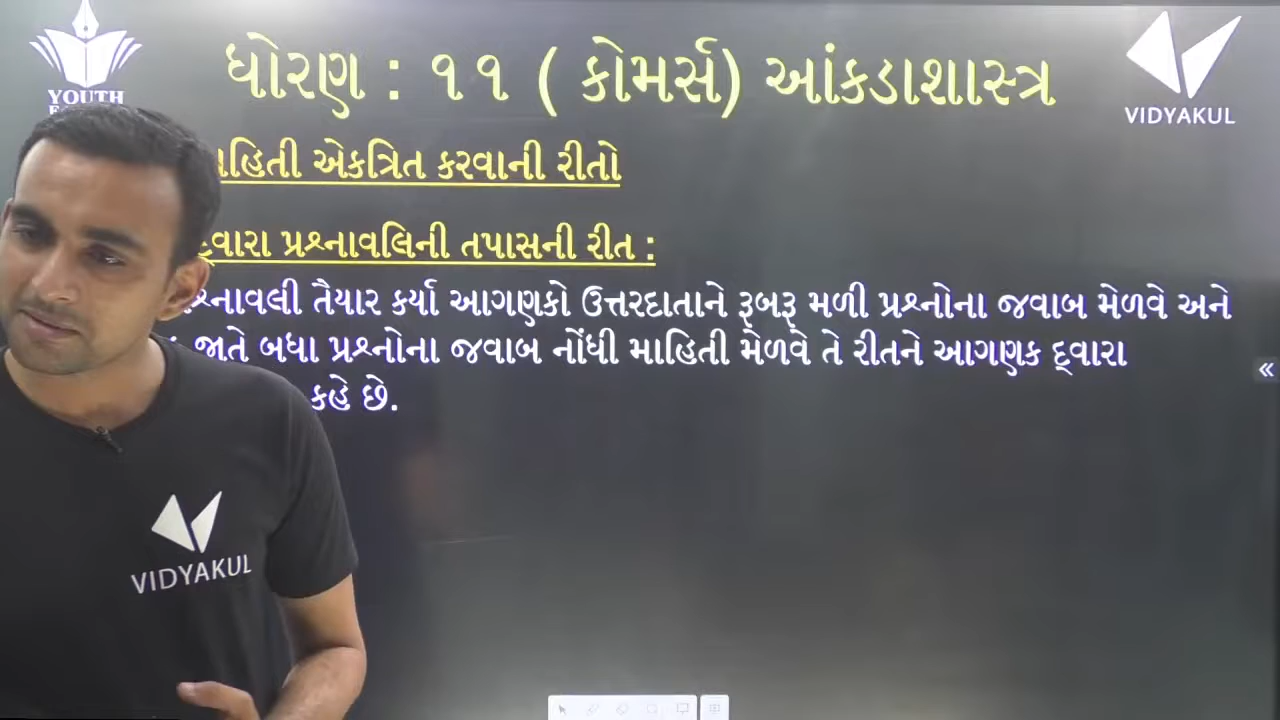 YOUTH
ધોરણ : ૧૧ ( કોમર્સ) આંકડાશાસ્ત્ર
VIDYAKUL
એકત્રિત કરવાની રીતો
પ્રશ્નાવલિની તપાસની રીત :
તૈયાર કર્યા આગણકો ઉત્તરદાતાને રૂબરૂ મળી પ્રશ્નોના જવાબ મેળવે અને
જાતે બધા પ્રશ્નોના જવાબ નોંધી માહિતી મેળવે તે રીતને આગણક દ્વારા
કહે છે.
VIDYAKUL